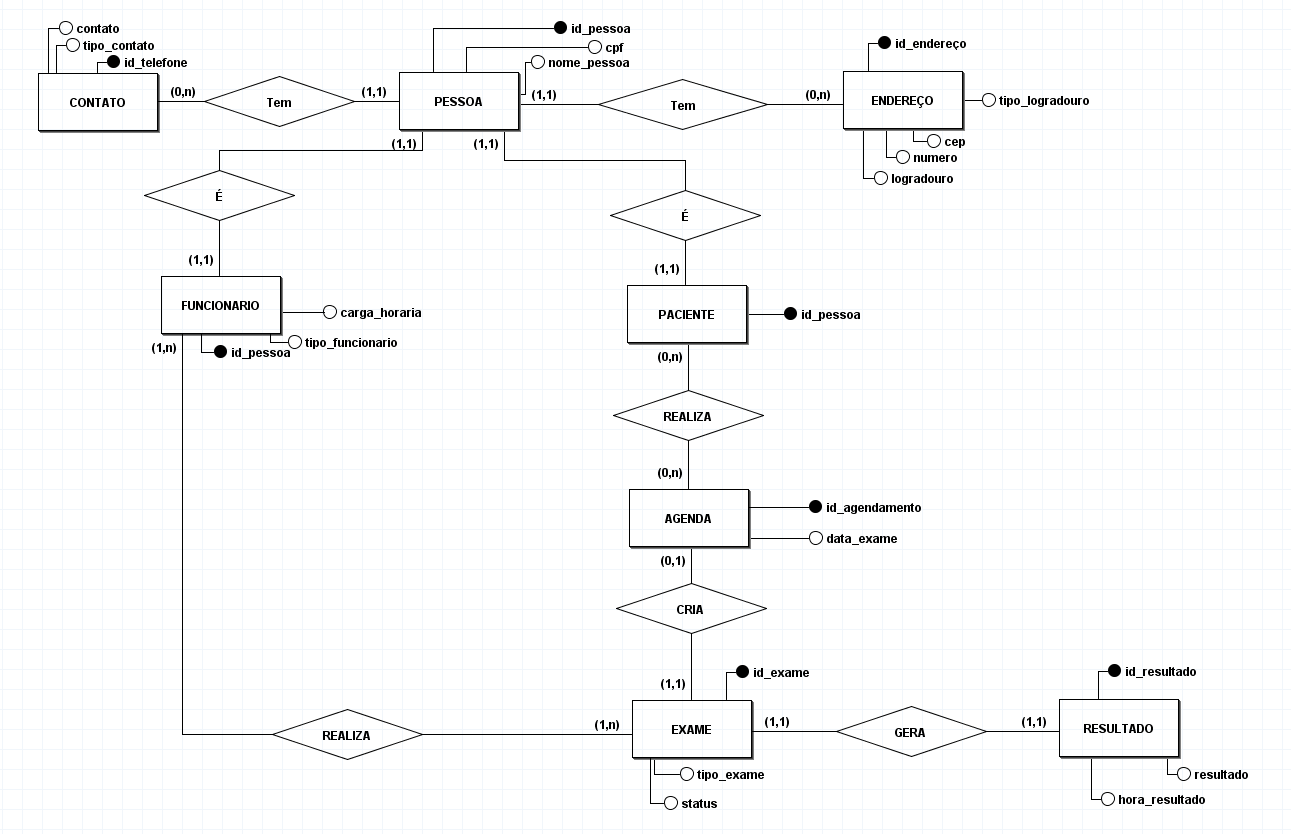 contato
tipo_contato
id_telefone
CONTATO
(0,n)
Tem
(1,1)
id_pessoa
cpf
nome_pessoa
PESSOA
(1,1)
Tem
(0,n)
id_endereço
ENDEREÇO
tipo_logradouro
cep
numero
logradouro
(1,1)
(1,1)
É
É
(1,1)
(1,1)
FUNCIONARIO
carga_horaria
tipo_funcionario
id_pessoa
(1,n)
PACIENTE
id_pessoa
(0,n)
REALIZA
(0,n)
AGENDA
id_agendamento
data_exame
(0,1)
CRIA
(1,1)
id_exame
REALIZA
(1,n)
EXAME
(1,1)
GERA
(1,1)
id_resultado
RESULTADO
tipo_exame
status
resultado
hora_resultado